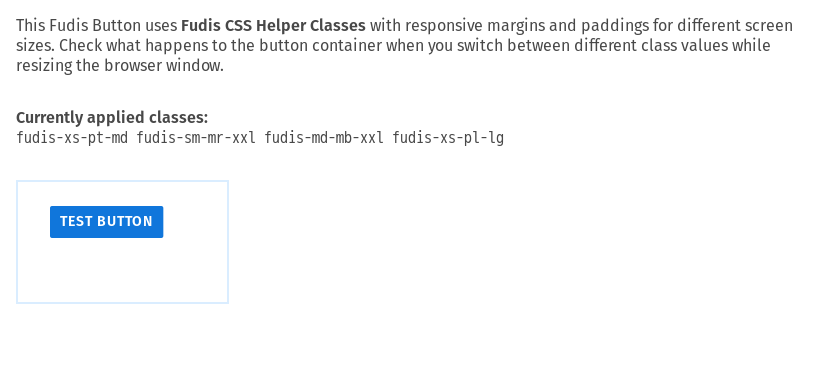 This Fudis Button uses Fudis CSS Helper Classes with responsive margins and paddings for different screen
sizes. Check what happens to the button container when you switch between different class values while
resizing the browser window.
Currently applied classes:
fudis-xs-pt-md fudis-sm-mr-xxl fudis-md-mb-xxl fudis-xs-pl-lg
TEST BUTTON